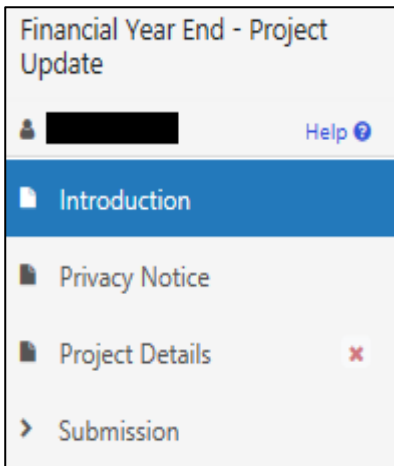 Financial Year End - Project
Update
Help
Introduction
Privacy Notice
Project Details
Submission